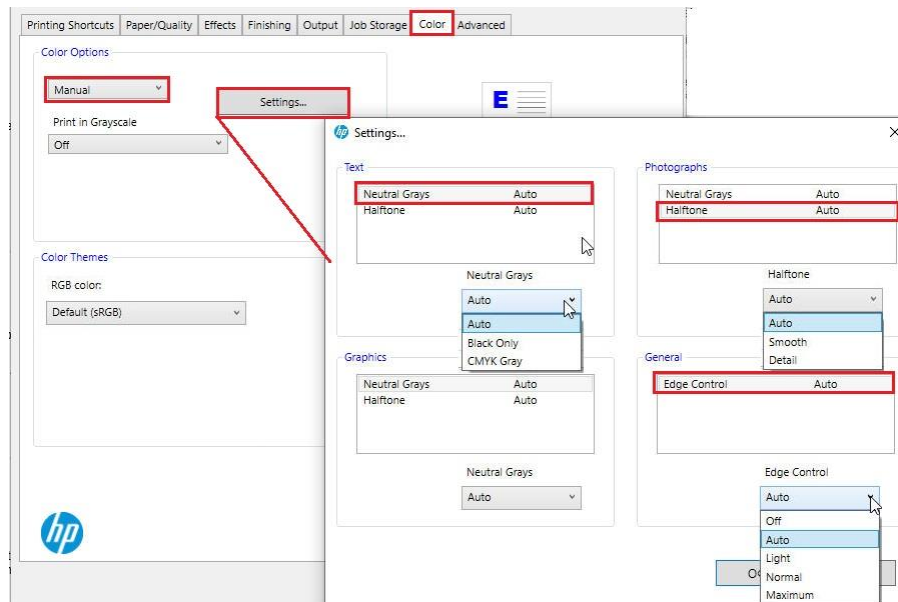 Printing Shortcuts Paper/Quality Effects Finishing Output Job Storage Color Advanced
Color Options
Manual
Settings...
Print in Grayscale
Off
E
Color Themes
RGB color:
Default (sRGB)
hp
hp Settings...
Text
Neutral Grays Auto
Halftone Auto
Neutral Grays
Auto
Auto
Black Only
CMYK Gray
Photographs
Neutral Grays Auto
Halftone Auto
Halftone
Auto
Auto
Smooth
Detail
Graphics
Neutral Grays Auto
Halftone Auto
Neutral Grays
Auto
General
Edge Control Auto
Edge Control
Auto
Off
Auto
Light
Normal
Maximum